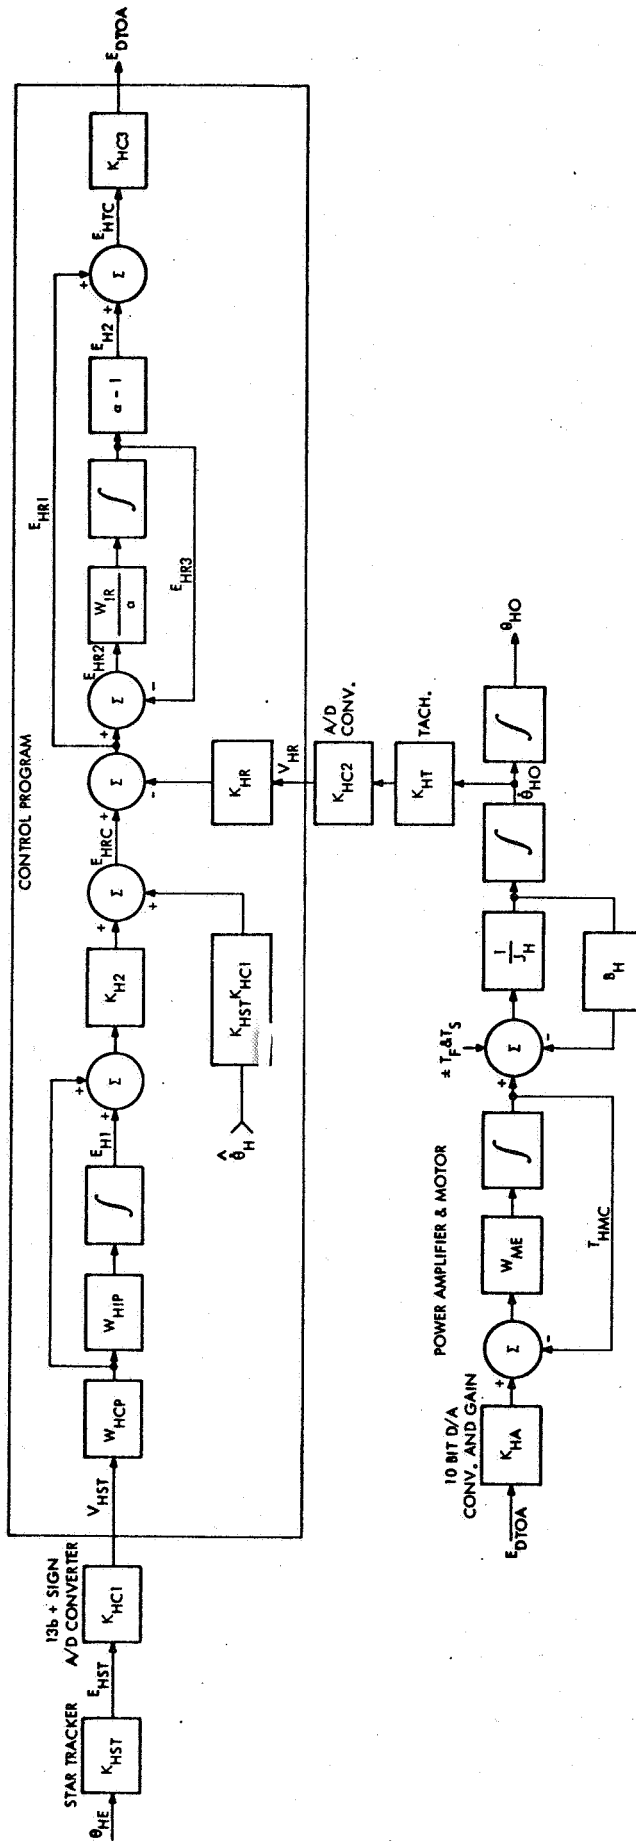 STAR TRACKER
θHE
KHST
EHST
13b + SIGN
A/D CONVERTER
KHC1
VHST
CONTROL PROGRAM
WHCP
WHIP
∫
EH1
+
+
Σ
KH2
+
+
Σ
θ̂̇H
KHST KHC1
EHRC
+
-
Σ
KHR
VHR
A/D
CONV.
KHC2
TACH.
KHT
EHR1
+
-
Σ
EHR2
WIR
α
∫
EHR3
α - 1
EH2
+
+
Σ
EHTC
KHC3
EDTOA
EDTOA
10 BIT D/A
CONV. AND GAIN
KHA
POWER AMPLIFIER & MOTOR
+
-
Σ
WME
∫
THMC
± TF&TS
+
-
Σ
1
JH
BH
∫
θ̇HO
∫
θHO